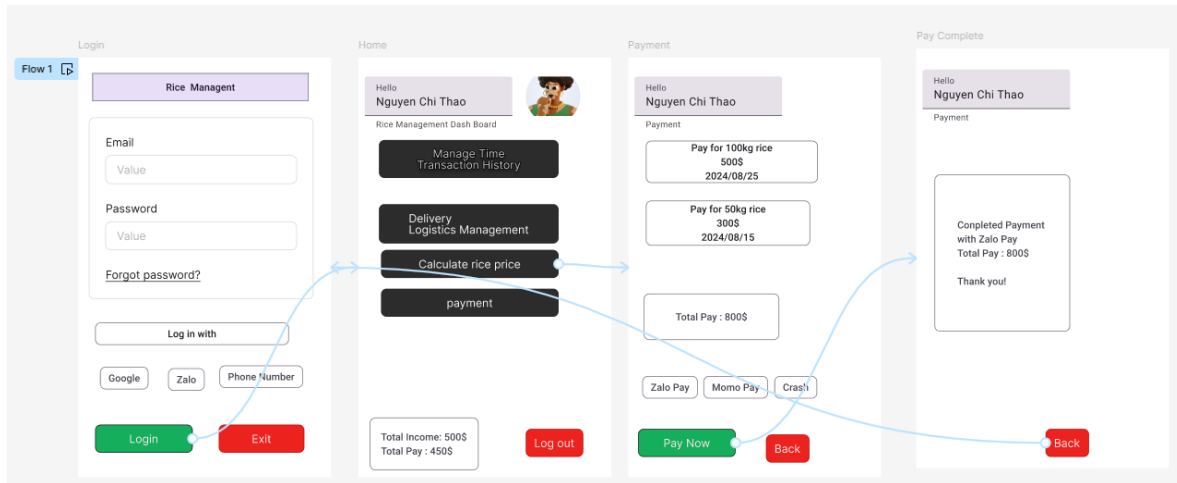 Flow 1
Login
Rice Managent
Email
Value
Password
Value
Forgot password?
Log in with
Google
Zalo
Phone Number
Login
Exit
Home
Hello
Nguyen Chi Thao
Rice Management Dash Board
Manage Time
Transaction History
Delivery
Logistics Management
Calculate rice price
payment
Total Income: 500$
Total Pay : 450$
Log out
Payment
Hello
Nguyen Chi Thao
Payment
Pay for 100kg rice
500$
2024/08/25
Pay for 50kg rice
300$
2024/08/15
Total Pay : 800$
Zalo Pay
Momo Pay
Crash
Pay Now
Back
Pay Complete
Hello
Nguyen Chi Thao
Payment
Conpleted Payment
with Zalo Pay
Total Pay : 800$
Thank you!
Back